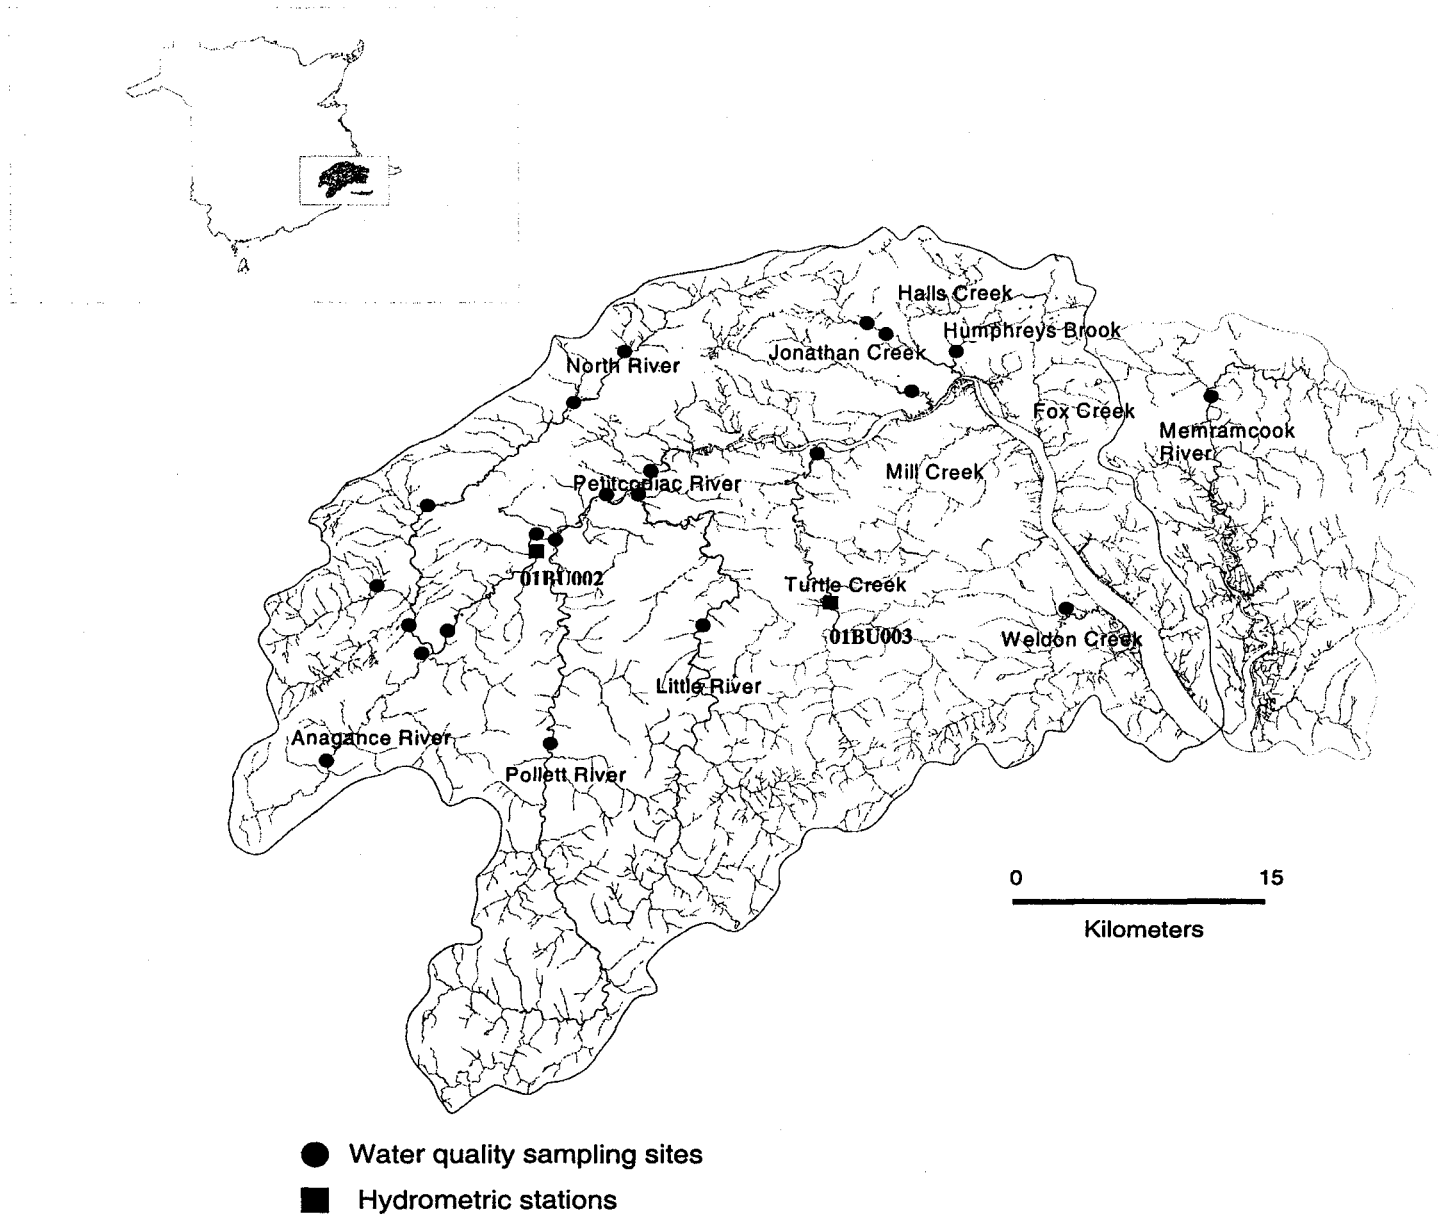 Halls Creek
Humphreys Brook
Jonathan Creek
North River
Fox Creek
Memramcook
River
Mill Creek
Petitcodiac River
01BU002
Turtle Creek
01BU003
Weldon Creek
Little River
Anagance River
Pollett River
0 15
Kilometers
Water quality sampling sites
Hydrometric stations